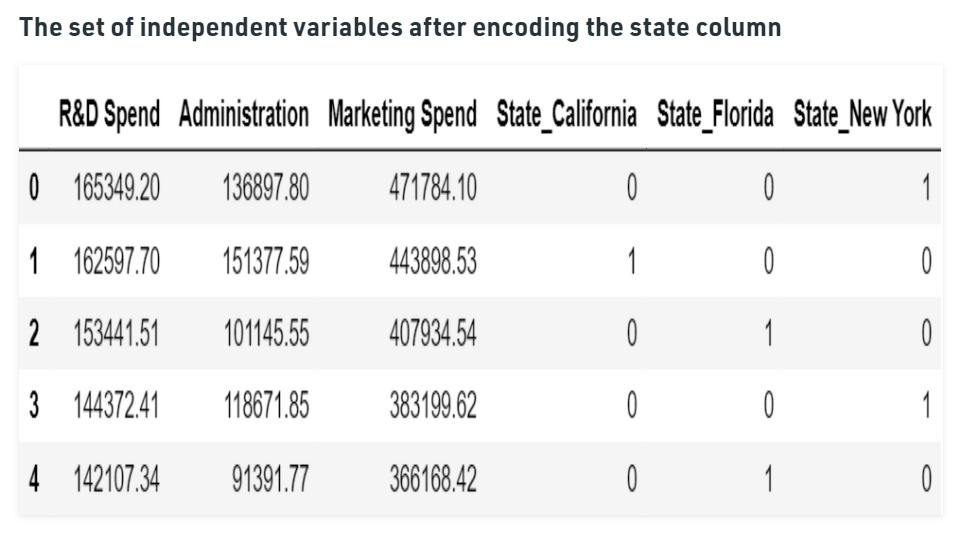 The set of independent variables after encoding the state column
R&D Spend Administration Marketing Spend State_California State_Florida State_New York
0 165349.20 136897.80 471784.10 0 0 1
1 162597.70 151377.59 443898.53 1 0 0
2 153441.51 101145.55 407934.54 0 1 0
3 144372.41 118671.85 383199.62 0 0 1
4 142107.34 91391.77 366168.42 0 1 0